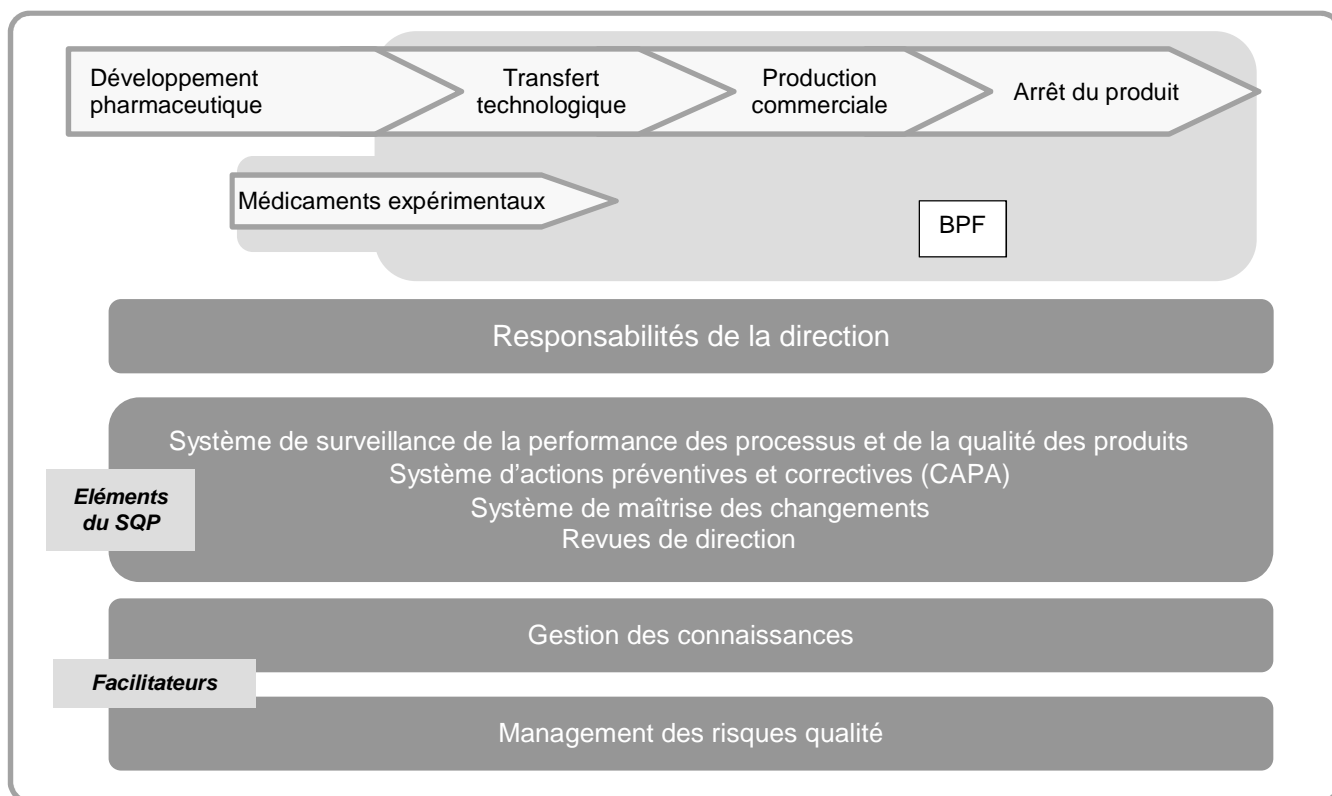 Développement
pharmaceutique
Transfert
technologique
Production
commerciale
Arrêt du produit
Médicaments expérimentaux
BPF
Responsabilités de la direction
Système de surveillance de la performance des processus et de la qualité des produits
Système d'actions préventives et correctives (CAPA)
Système de maîtrise des changements
Revues de direction
Eléments
du SQP
Gestion des connaissances
Facilitateurs
Management des risques qualité